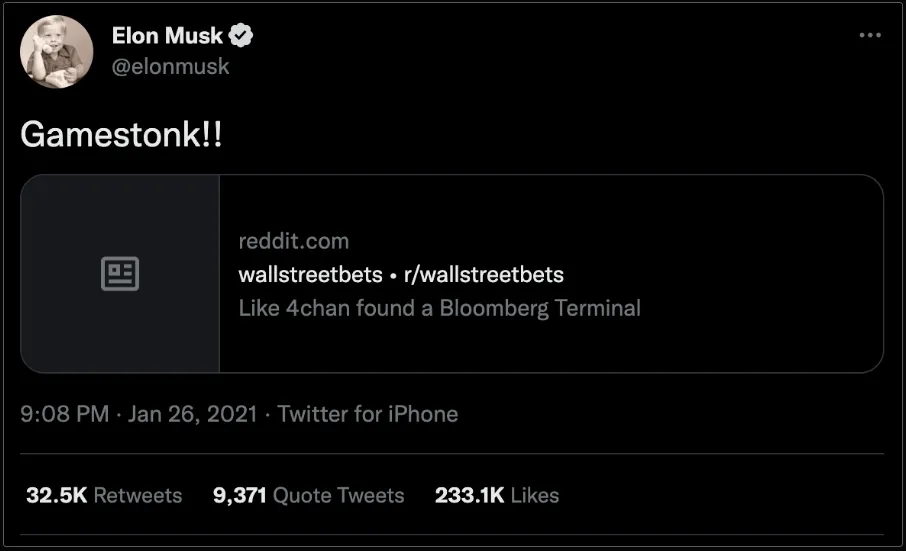 Elon Musk
@elonmusk
Gamestonk!!
reddit.com
wallstreetbets • r/wallstreetbets
Like 4chan found a Bloomberg Terminal
9:08 PM · Jan 26, 2021 · Twitter for iPhone
32.5K Retweets 9,371 Quote Tweets 233.1K Likes